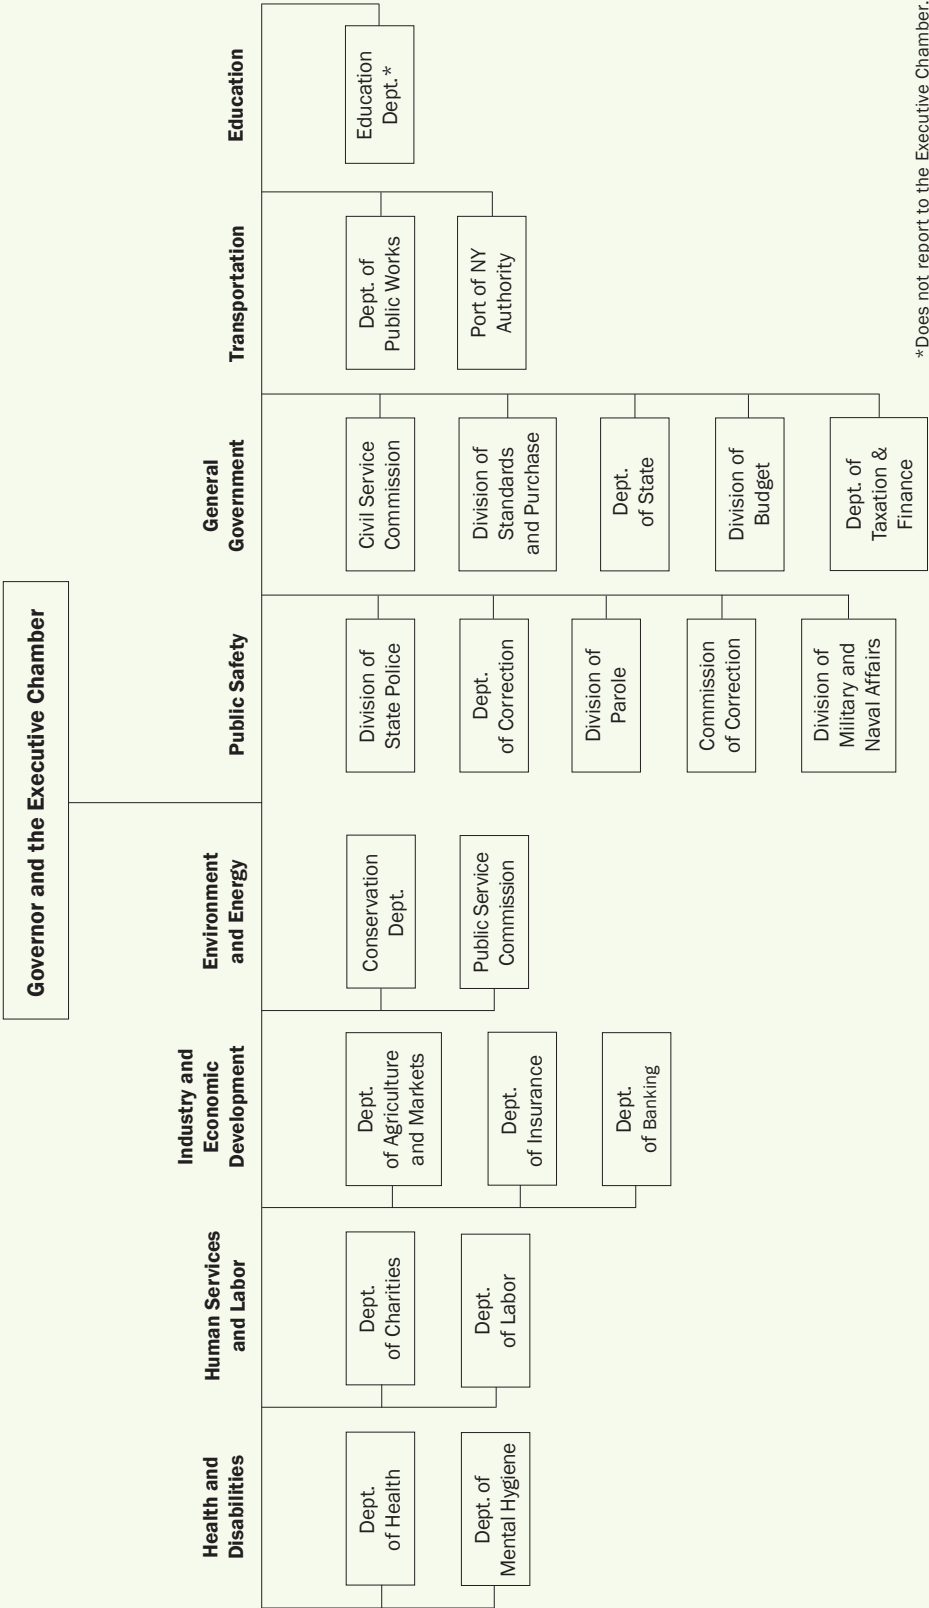 Governor and the Executive Chamber
Health and
Disabilities
Dept.
of Health
Dept. of
Mental Hygiene
Human Services
and Labor
Dept.
of Charities
Dept.
of Labor
Industry and
Economic
Development
Dept.
of Agriculture
and Markets
Dept.
of Insurance
Dept.
of Banking
Environment
and Energy
Conservation
Dept.
Public Service
Commission
Public Safety
Division of
State Police
Dept.
of Correction
Division of
Parole
Commission
of Correction
Division of
Military and
Naval Affairs
General
Government
Civil Service
Commission
Division of
Standards
and Purchase
Dept.
of State
Division of
Budget
Dept. of
Taxation &
Finance
Transportation
Dept. of
Public Works
Port of NY
Authority
Education
Education
Dept.*
*Does not report to the Executive Chamber.